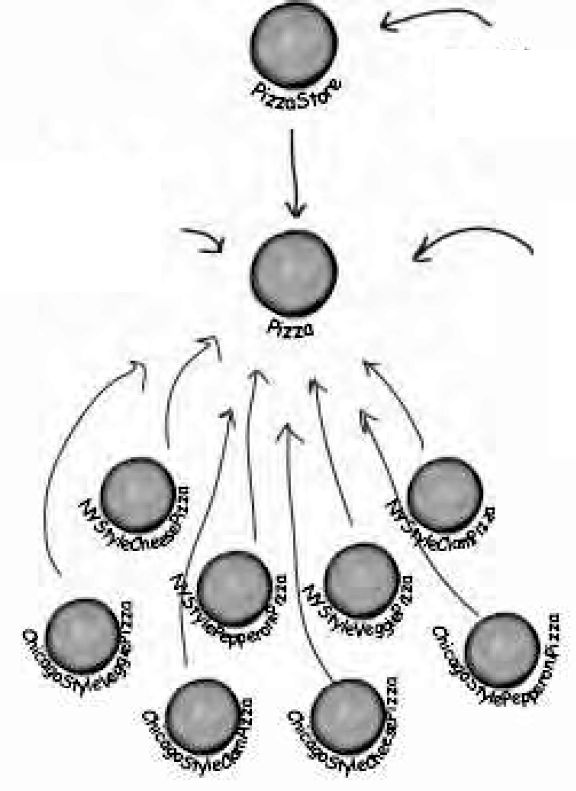 PizzaStore
Pizza
NYStyleCheesePizza
NYStyleClamPizza
NYStylePepperoniPizza
NYStyleVeggiePizza
ChicagoStyleVeggiePizza
ChicagoStylePepperoniPizza
ChicagoStyleClamPizza
ChicagoStyleCheesePizza